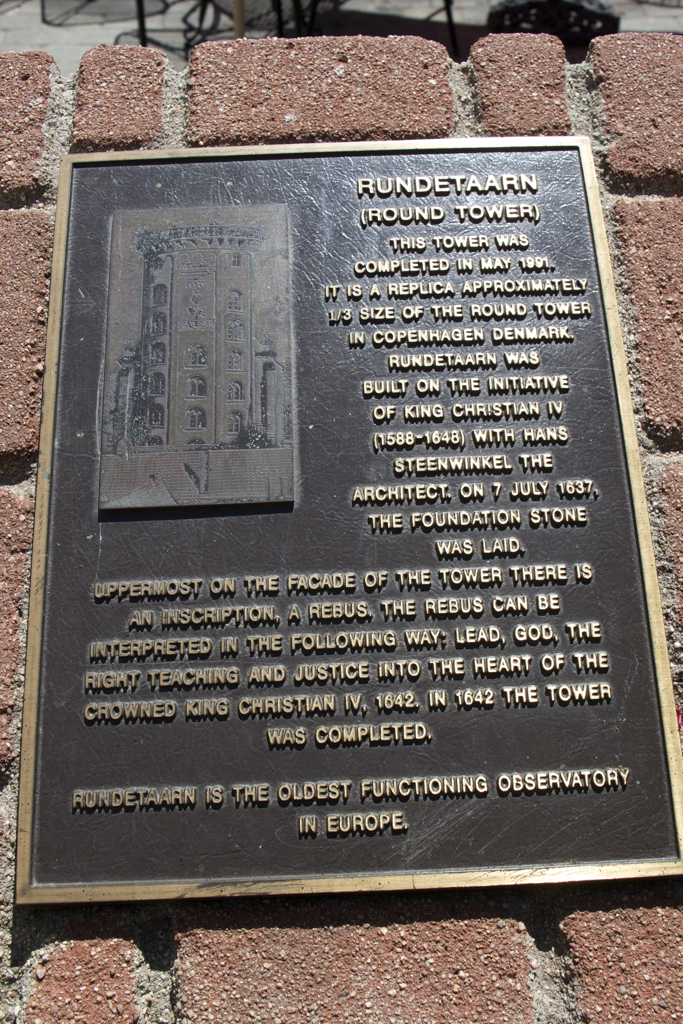 RUNDETAARN
(ROUND TOWER)
THIS TOWER WAS
COMPLETED IN MAY 1991.
IT IS A REPLICA APPROXIMATELY
1/3 SIZE OF THE ROUND TOWER
IN COPENHAGEN DENMARK.
RUNDETAARN WAS
BUILT ON THE INITIATIVE
OF KING CHRISTIAN IV
(1588-1648) WITH HANS
STEENWINKEL THE
ARCHITECT. ON 7 JULY 1637,
THE FOUNDATION STONE
WAS LAID.
UPPERMOST ON THE FACADE OF THE TOWER THERE IS
AN INSCRIPTION, A REBUS. THE REBUS CAN BE
INTERPRETED IN THE FOLLOWING WAY: LEAD, GOD, THE
RIGHT TEACHING AND JUSTICE INTO THE HEART OF THE
CROWNED KING CHRISTIAN IV, 1642. IN 1642 THE TOWER
WAS COMPLETED.
RUNDETAARN IS THE OLDEST FUNCTIONING OBSERVATORY
IN EUROPE.